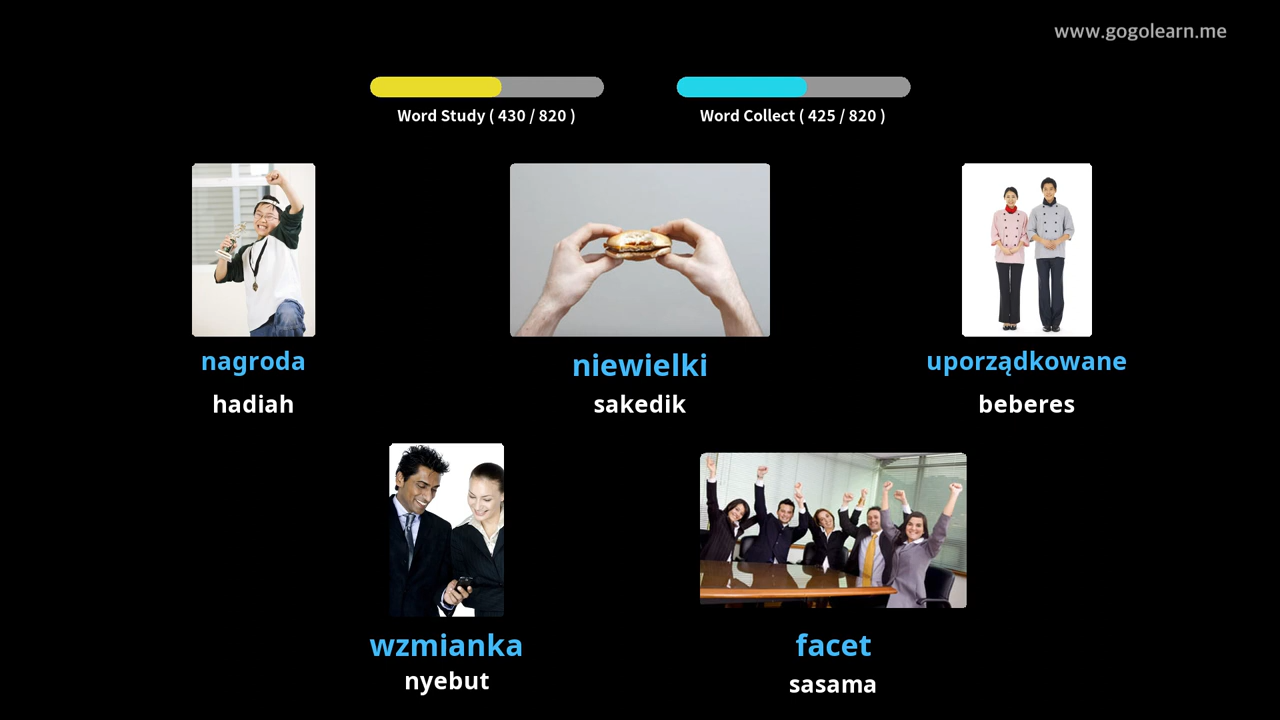 www.gogolearn.me
Word Study ( 430 / 820 )
Word Collect ( 425 / 820 )
nagroda
hadiah
niewielki
sakedik
uporządkowane
beberes
wzmianka
nyebut
facet
sasama